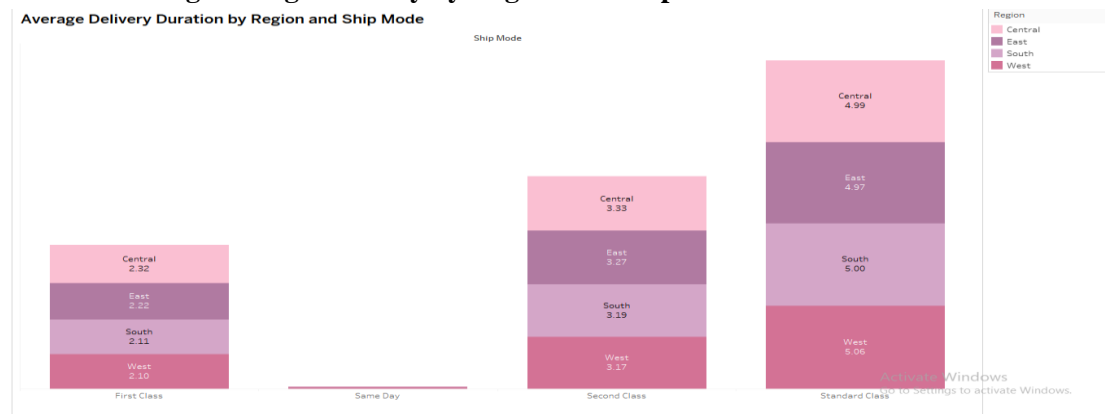 Average Delivery Duration by Region and Ship Mode
Ship Mode
Region
Central
East
South
West
Central
2.32
East
2.22
South
2.11
West
2.10
Central
3.33
East
3.27
South
3.19
West
3.17
Central
4.99
East
4.97
South
5.00
West
5.06
First Class
Same Day
Second Class
Standard Class
Activate Windows
Go to Settings to activate Windows.